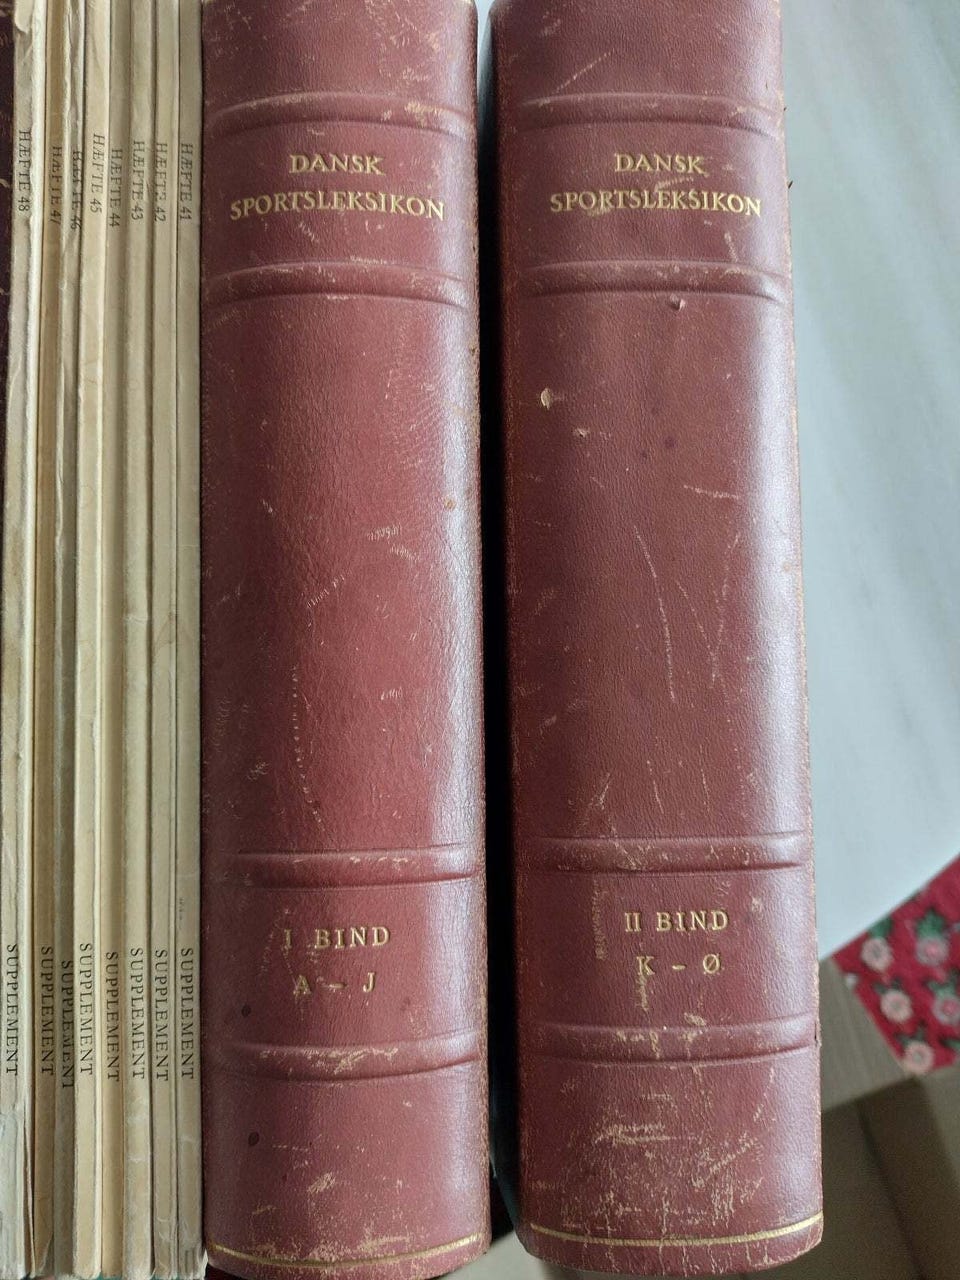 HÆFTE 48
SUPPLEMENT
HÆFTE 47
SUPPLEMENT
HÆFTE 46
SUPPLEMENT
HÆFTE 45
SUPPLEMENT
HÆFTE 44
SUPPLEMENT
HÆFTE 43
SUPPLEMENT
HÆFTE 42
SUPPLEMENT
HÆFTE 41
SUPPLEMENT
DANSK
SPORTSLEKSIKON
I BIND
A - J
DANSK
SPORTSLEKSIKON
II BIND
K - Ø